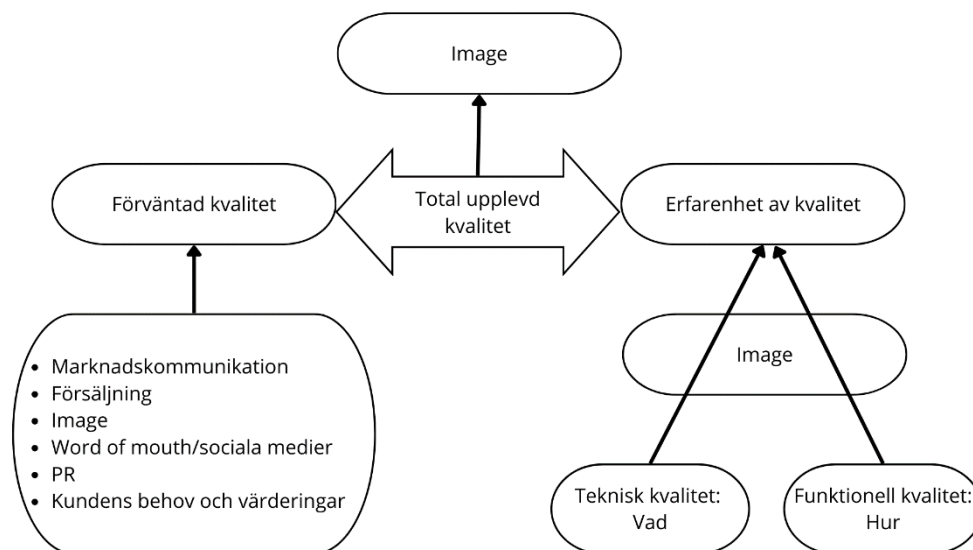 Image
Förväntad kvalitet
Total upplevd
kvalitet
Erfarenhet av kvalitet
• Marknadskommunikation
• Försäljning
• Image
• Word of mouth/sociala medier
• PR
• Kundens behov och värderingar
Image
Teknisk kvalitet:
Vad
Funktionell kvalitet:
Hur